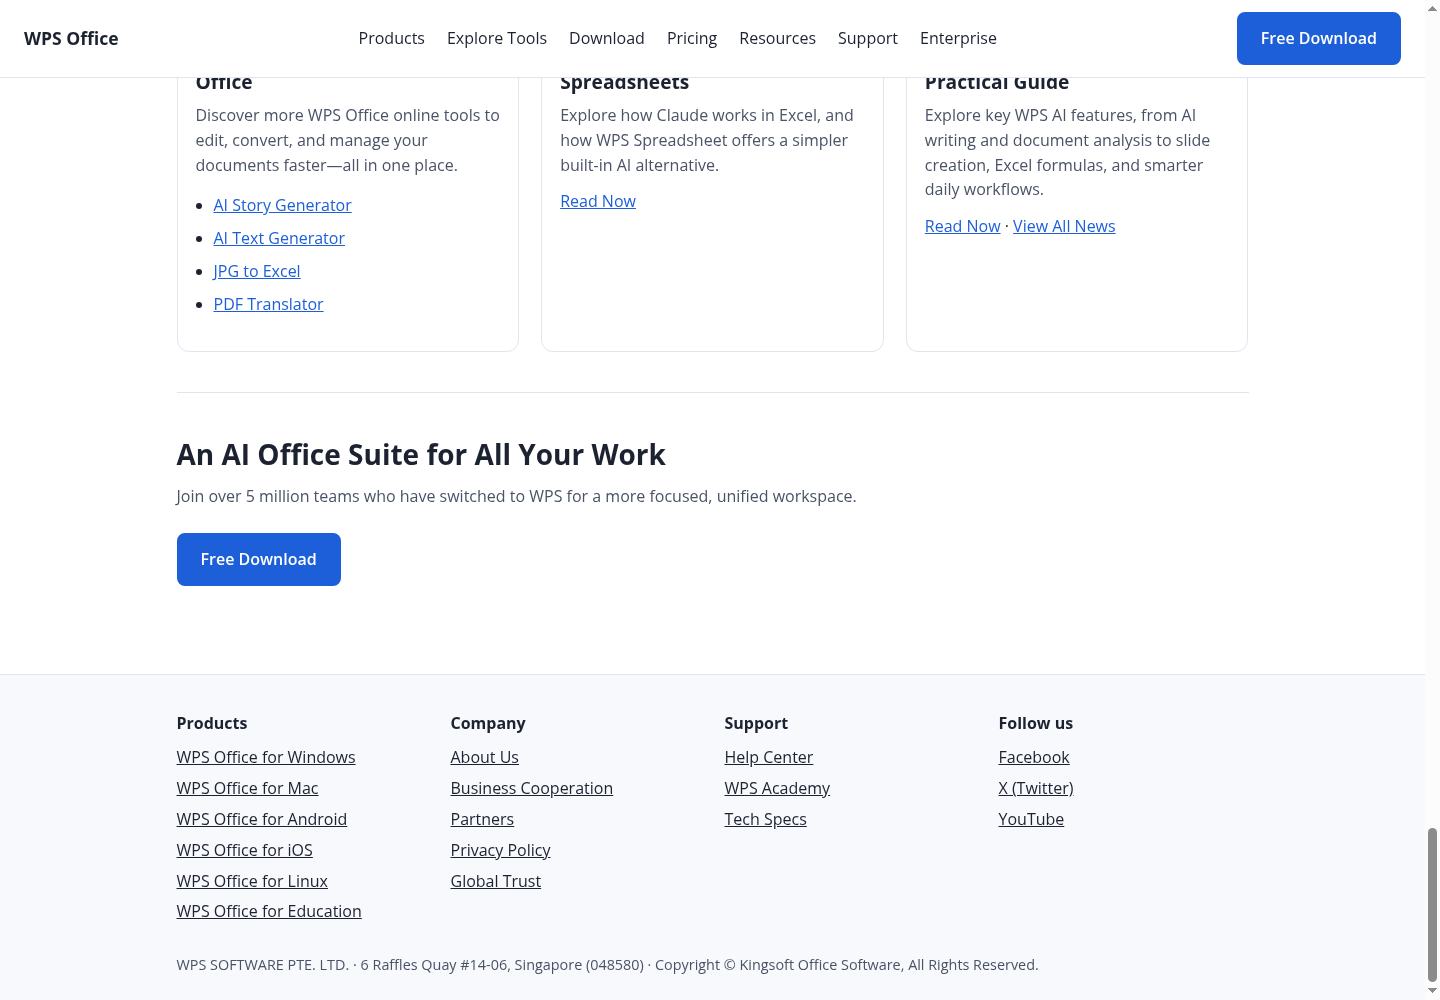 WPS Office
Products
Explore Tools
Download
Pricing
Resources
Support
Enterprise
Free Download
Office
Discover more WPS Office online tools to
edit, convert, and manage your
documents faster—all in one place.
AI Story Generator
AI Text Generator
JPG to Excel
PDF Translator
Spreadsheets
Explore how Claude works in Excel, and
how WPS Spreadsheet offers a simpler
built-in AI alternative.
Read Now
Practical Guide
Explore key WPS AI features, from AI
writing and document analysis to slide
creation, Excel formulas, and smarter
daily workflows.
Read Now · View All News
An AI Office Suite for All Your Work
Join over 5 million teams who have switched to WPS for a more focused, unified workspace.
Free Download
Products
WPS Office for Windows
WPS Office for Mac
WPS Office for Android
WPS Office for iOS
WPS Office for Linux
WPS Office for Education
Company
About Us
Business Cooperation
Partners
Privacy Policy
Global Trust
Support
Help Center
WPS Academy
Tech Specs
Follow us
Facebook
X (Twitter)
YouTube
WPS SOFTWARE PTE. LTD. · 6 Raffles Quay #14-06, Singapore (048580) · Copyright © Kingsoft Office Software, All Rights Reserved.